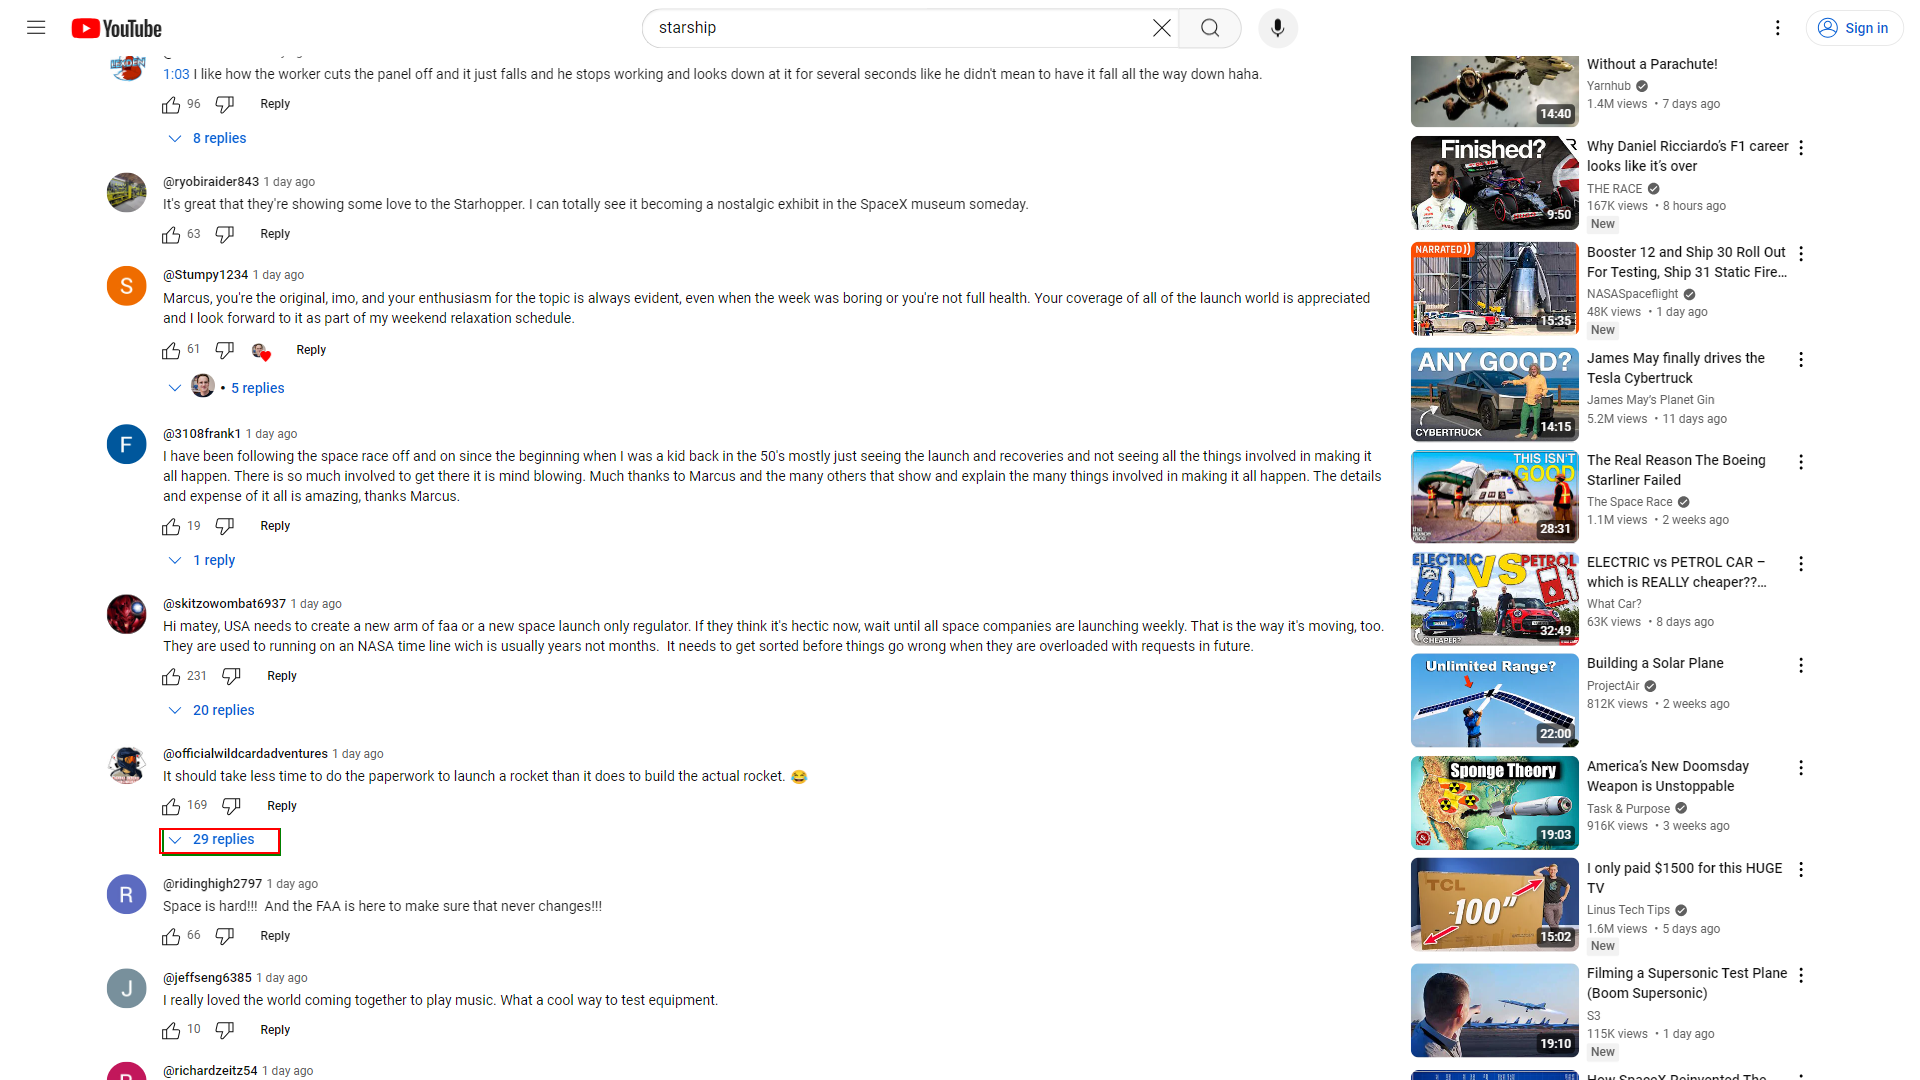 YouTube
starship
Sign in
1:03 I like how the worker cuts the panel off and it just falls and he stops working and looks down at it for several seconds like he didn't mean to have it fall all the way down haha.
96 Reply
8 replies
@ryobiraider843 1 day ago
It's great that they're showing some love to the Starhopper. I can totally see it becoming a nostalgic exhibit in the SpaceX museum someday.
63 Reply
S
@Stumpy1234 1 day ago
Marcus, you're the original, imo, and your enthusiasm for the topic is always evident, even when the week was boring or you're not full health. Your coverage of all of the launch world is appreciated
and I look forward to it as part of my weekend relaxation schedule.
61 Reply
• 5 replies
F
@3108frank1 1 day ago
I have been following the space race off and on since the beginning when I was a kid back in the 50's mostly just seeing the launch and recoveries and not seeing all the things involved in making it
all happen. There is so much involved to get there it is mind blowing. Much thanks to Marcus and the many others that show and explain the many things involved in making it all happen. The details
and expense of it all is amazing, thanks Marcus.
19 Reply
1 reply
@skitzowombat6937 1 day ago
Hi matey, USA needs to create a new arm of faa or a new space launch only regulator. If they think it's hectic now, wait until all space companies are launching weekly. That is the way it's moving, too.
They are used to running on an NASA time line wich is usually years not months. It needs to get sorted before things go wrong when they are overloaded with requests in future.
231 Reply
20 replies
@officialwildcardadventures 1 day ago
It should take less time to do the paperwork to launch a rocket than it does to build the actual rocket. 😂
169 Reply
29 replies
R
@ridinghigh2797 1 day ago
Space is hard!!! And the FAA is here to make sure that never changes!!!
66 Reply
J
@jeffseng6385 1 day ago
I really loved the world coming together to play music. What a cool way to test equipment.
10 Reply
@richardzeitz54 1 day ago
14:40
Without a Parachute!
Yarnhub
1.4M views • 7 days ago
Finished?
9:50
Why Daniel Ricciardo's F1 career
looks like it's over
THE RACE
167K views • 8 hours ago
New
NARRATED))
15:35
Booster 12 and Ship 30 Roll Out
For Testing, Ship 31 Static Fire...
NASASpaceflight
48K views • 1 day ago
New
ANY GOOD?
CYBERTRUCK
14:15
James May finally drives the
Tesla Cybertruck
James May's Planet Gin
5.2M views • 11 days ago
THIS ISN'T
GOOD
the space race
28:31
The Real Reason The Boeing
Starliner Failed
The Space Race
1.1M views • 2 weeks ago
ELECTRIC VS PETROL
CHEAPER?
32:49
ELECTRIC vs PETROL CAR –
which is REALLY cheaper??...
What Car?
63K views • 8 days ago
Unlimited Range?
22:00
Building a Solar Plane
ProjectAir
812K views • 2 weeks ago
Sponge Theory
19:03
America's New Doomsday
Weapon is Unstoppable
Task & Purpose
916K views • 3 weeks ago
TCL
~100"
15:02
I only paid $1500 for this HUGE
TV
Linus Tech Tips
1.6M views • 5 days ago
New
19:10
Filming a Supersonic Test Plane
(Boom Supersonic)
S3
115K views • 1 day ago
New
How SpaceX Reinvented The